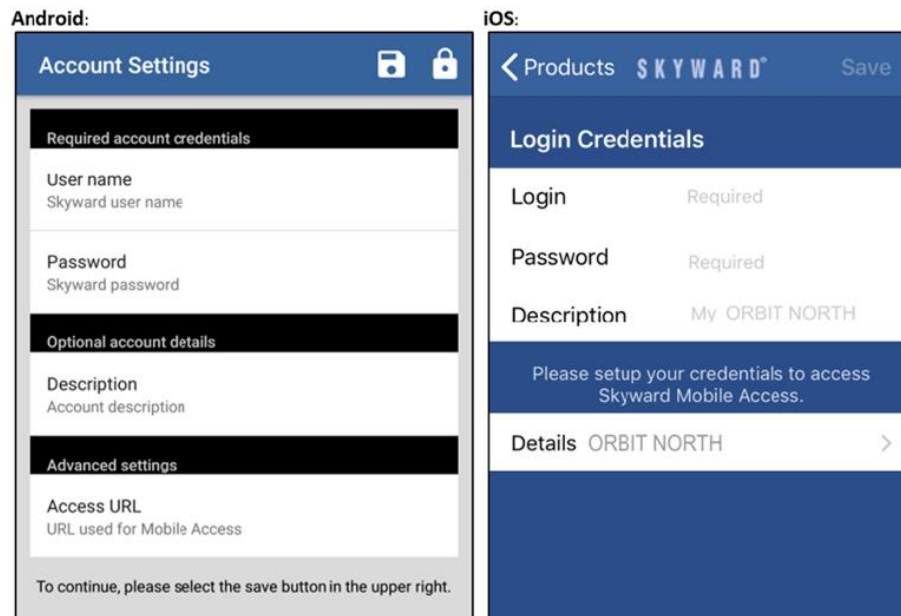 Android:
Account Settings
Required account credentials
User name
Skyward user name
Password
Skyward password
Optional account details
Description
Account description
Advanced settings
Access URL
URL used for Mobile Access
To continue, please select the save button in the upper right.
iOS:
Products SKYWARD® Save
Login Credentials
Login Required
Password Required
Description My ORBIT NORTH
Please setup your credentials to access
Skyward Mobile Access.
Details ORBIT NORTH